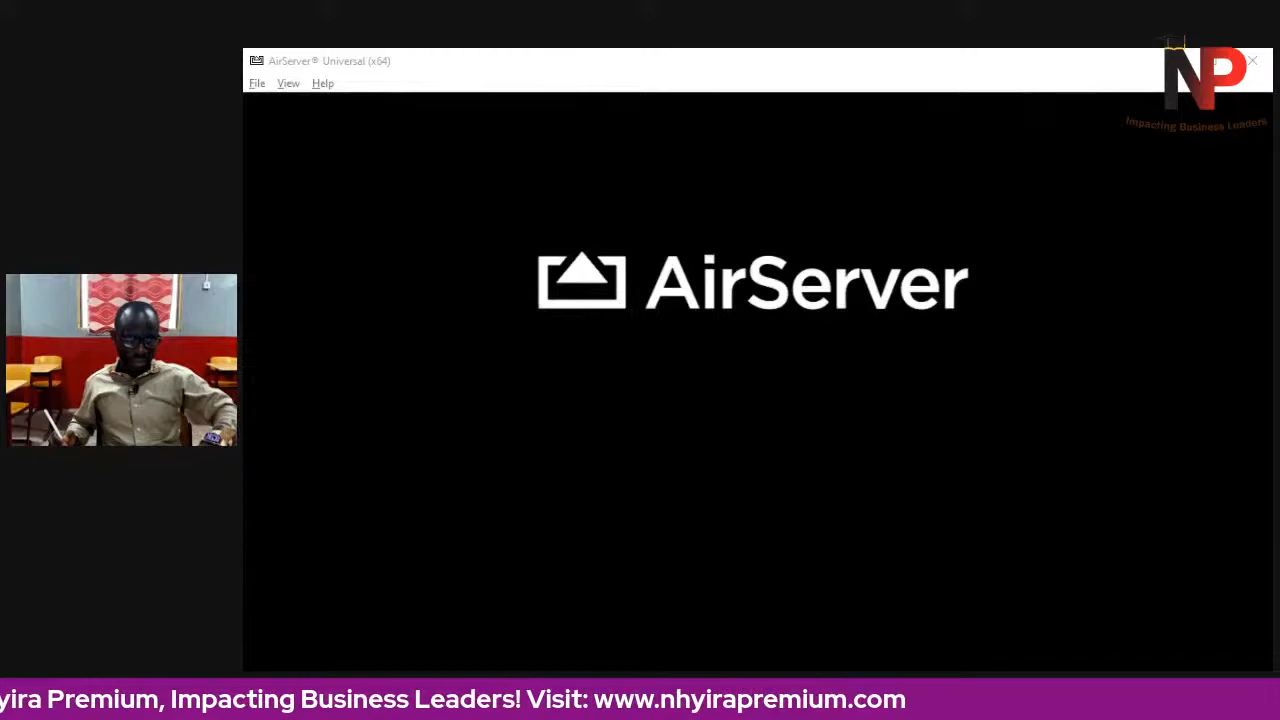 AirServer® Universal (x64)
File View Help
NP
Impacting Business Leaders
AirServer
yira Premium, Impacting Business Leaders! Visit: www.nhyirapremium.com